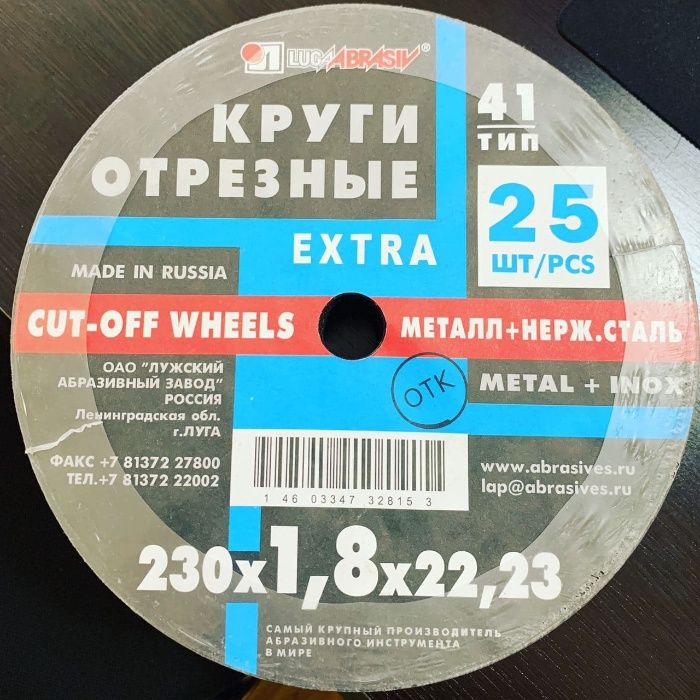 LUGAABRASIV®
КРУГИ
ОТРЕЗНЫЕ
41
ТИП
25
ШТ/PCS
EXTRA
MADE IN RUSSIA
CUT-OFF WHEELS
МЕТАЛЛ+НЕРЖ.СТАЛЬ
ОАО "ЛУЖСКИЙ
АБРАЗИВНЫЙ ЗАВОД"
РОССИЯ
Ленинградская обл.
г.ЛУГА
ОТК
METAL + INOX
ФАКС +7 81372 27800
ТЕЛ.+7 81372 22002
1 46 03347 32815 3
www.abrasives.ru
lap@abrasives.ru
230x1,8x22,23
САМЫЙ КРУПНЫЙ ПРОИЗВОДИТЕЛЬ
АБРАЗИВНОГО ИНСТРУМЕНТА
В МИРЕ